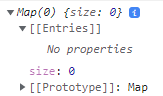 ▼Map(0) {size: 0} i
▼[[Entries]]
No properties
size: 0
▶[[Prototype]]: Map